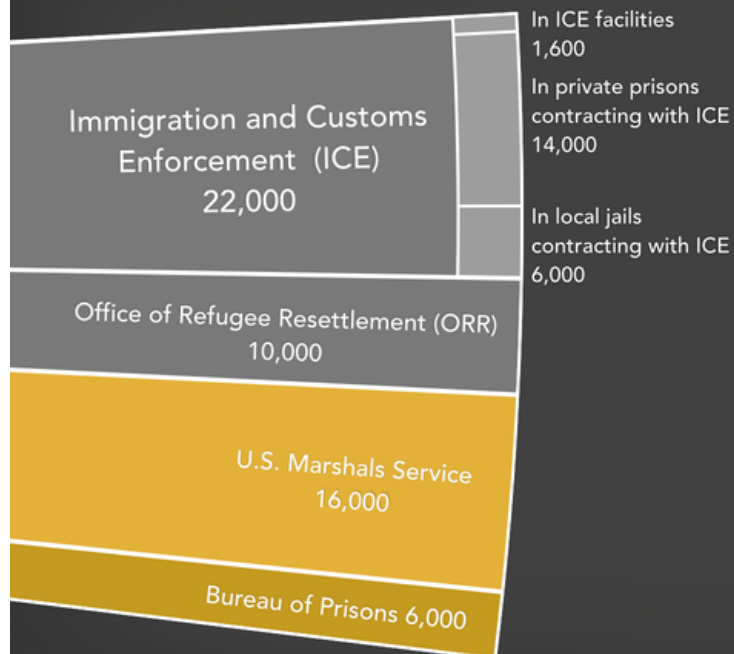 In ICE facilities
1,600
In private prisons
contracting with ICE
14,000
Immigration and Customs
Enforcement (ICE)
22,000
In local jails
contracting with ICE
6,000
Office of Refugee Resettlement (ORR)
10,000
U.S. Marshals Service
16,000
Bureau of Prisons 6,000